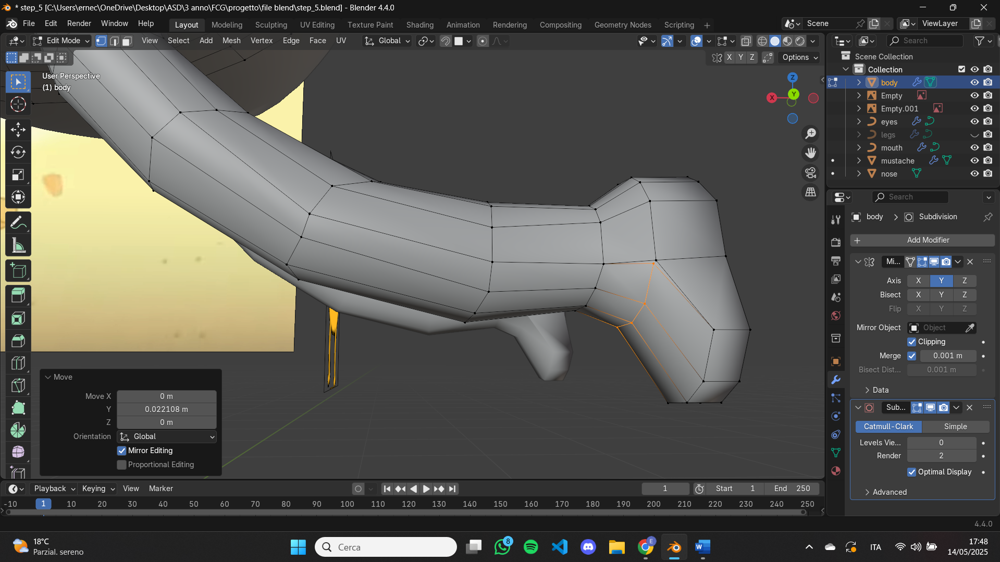 * step_5 [C:\Users\ernec\OneDrive\Desktop\ASD\3 anno\FCG\progetto\file blend\step_5.blend] - Blender 4.4.0
File Edit Render Window Help Layout Modeling Sculpting UV Editing Texture Paint Shading Animation Rendering Compositing Geometry Nodes Scripting + Scene ViewLayer
Edit Mode View Select Add Mesh Vertex Edge Face UV Global Search
X Y Z Options
User Perspective
(1) body
Z
X Y
Scene Collection
Collection
body
Empty
Empty.001
eyes
legs
mouth
mustache
nose
Search
body > Subdivision
+ Add Modifier
Mi...
Axis X Y Z
Bisect X Y Z
Flip X Y Z
Mirror Object Object
Clipping
Merge 0.001 m
Bisect Dist... 0.001 m
Data
Sub...
Catmull-Clark Simple
Levels Vie... 0
Render 2
Optimal Display
Advanced
Move
Move X 0 m
Y 0.022108 m
Z 0 m
Orientation Global
Mirror Editing
Proportional Editing
Playback Keying View Marker 1 Start 1 End 250
-10 1 10 20 30 40 50 60 70 80 90 100 110 120 130 140 150 160 170 180 190 200 210 220 230 240 250
4.4.0
18°C
Parzial. sereno
Cerca
8
E
W
ITA
17:48
14/05/2025